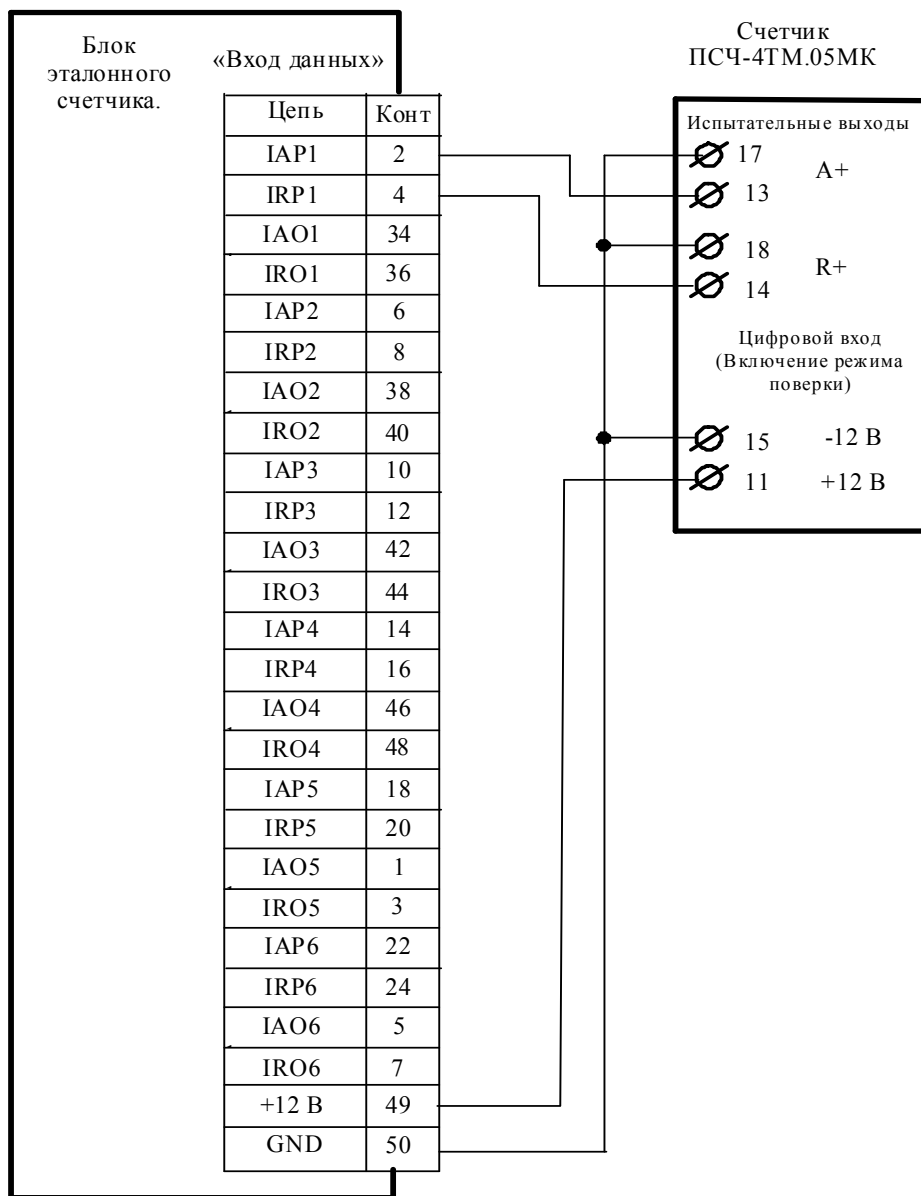 Блок
эталонного
счетчика.
«Вход данных»
Цепь Конт
IAP1 2
IRP1 4
IAO1 34
IRO1 36
IAP2 6
IRP2 8
IAO2 38
IRO2 40
IAP3 10
IRP3 12
IAO3 42
IRO3 44
IAP4 14
IRP4 16
IAO4 46
IRO4 48
IAP5 18
IRP5 20
IAO5 1
IRO5 3
IAP6 22
IRP6 24
IAO6 5
IRO6 7
+12 В 49
GND 50
Счетчик
ПСЧ-4ТМ.05МК
Испытательные выходы
17
A+
13
18
R+
14
Цифровой вход
(Включение режима
поверки)
15 -12 В
11 +12 В